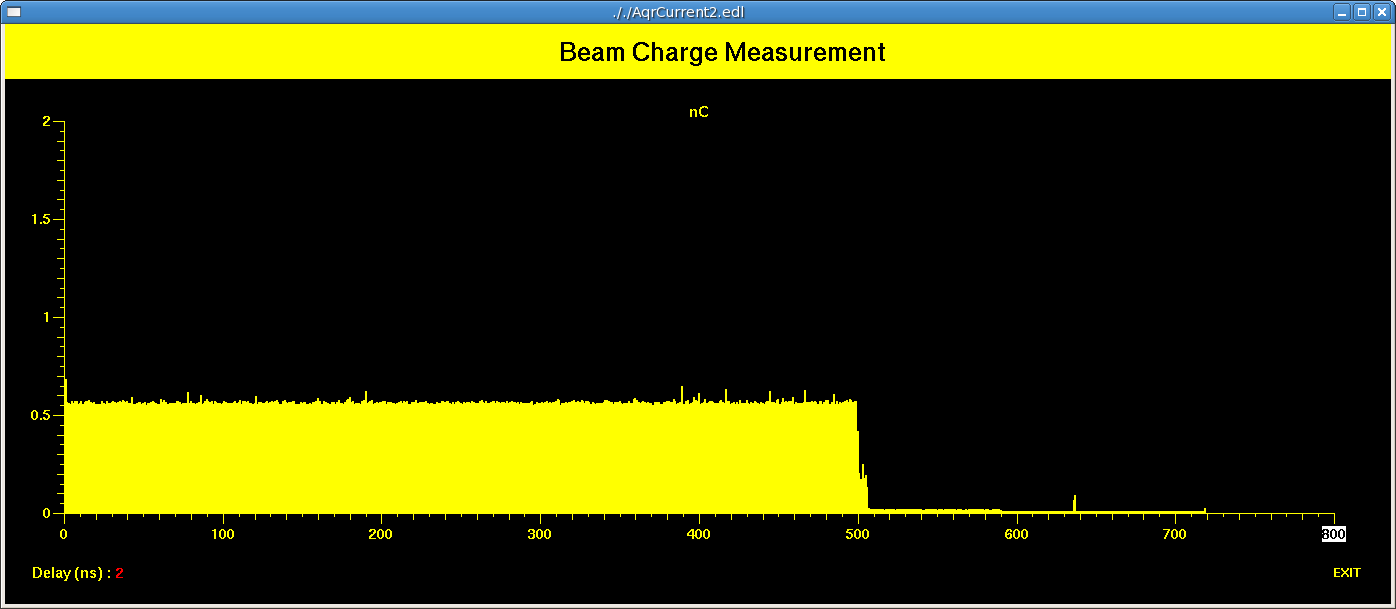 ././AqrCurrent2.edl
Beam Charge Measurement
nC
2
1.5
1
0.5
0
0 100 200 300 400 500 600 700 800
Delay (ns) : 2 EXIT